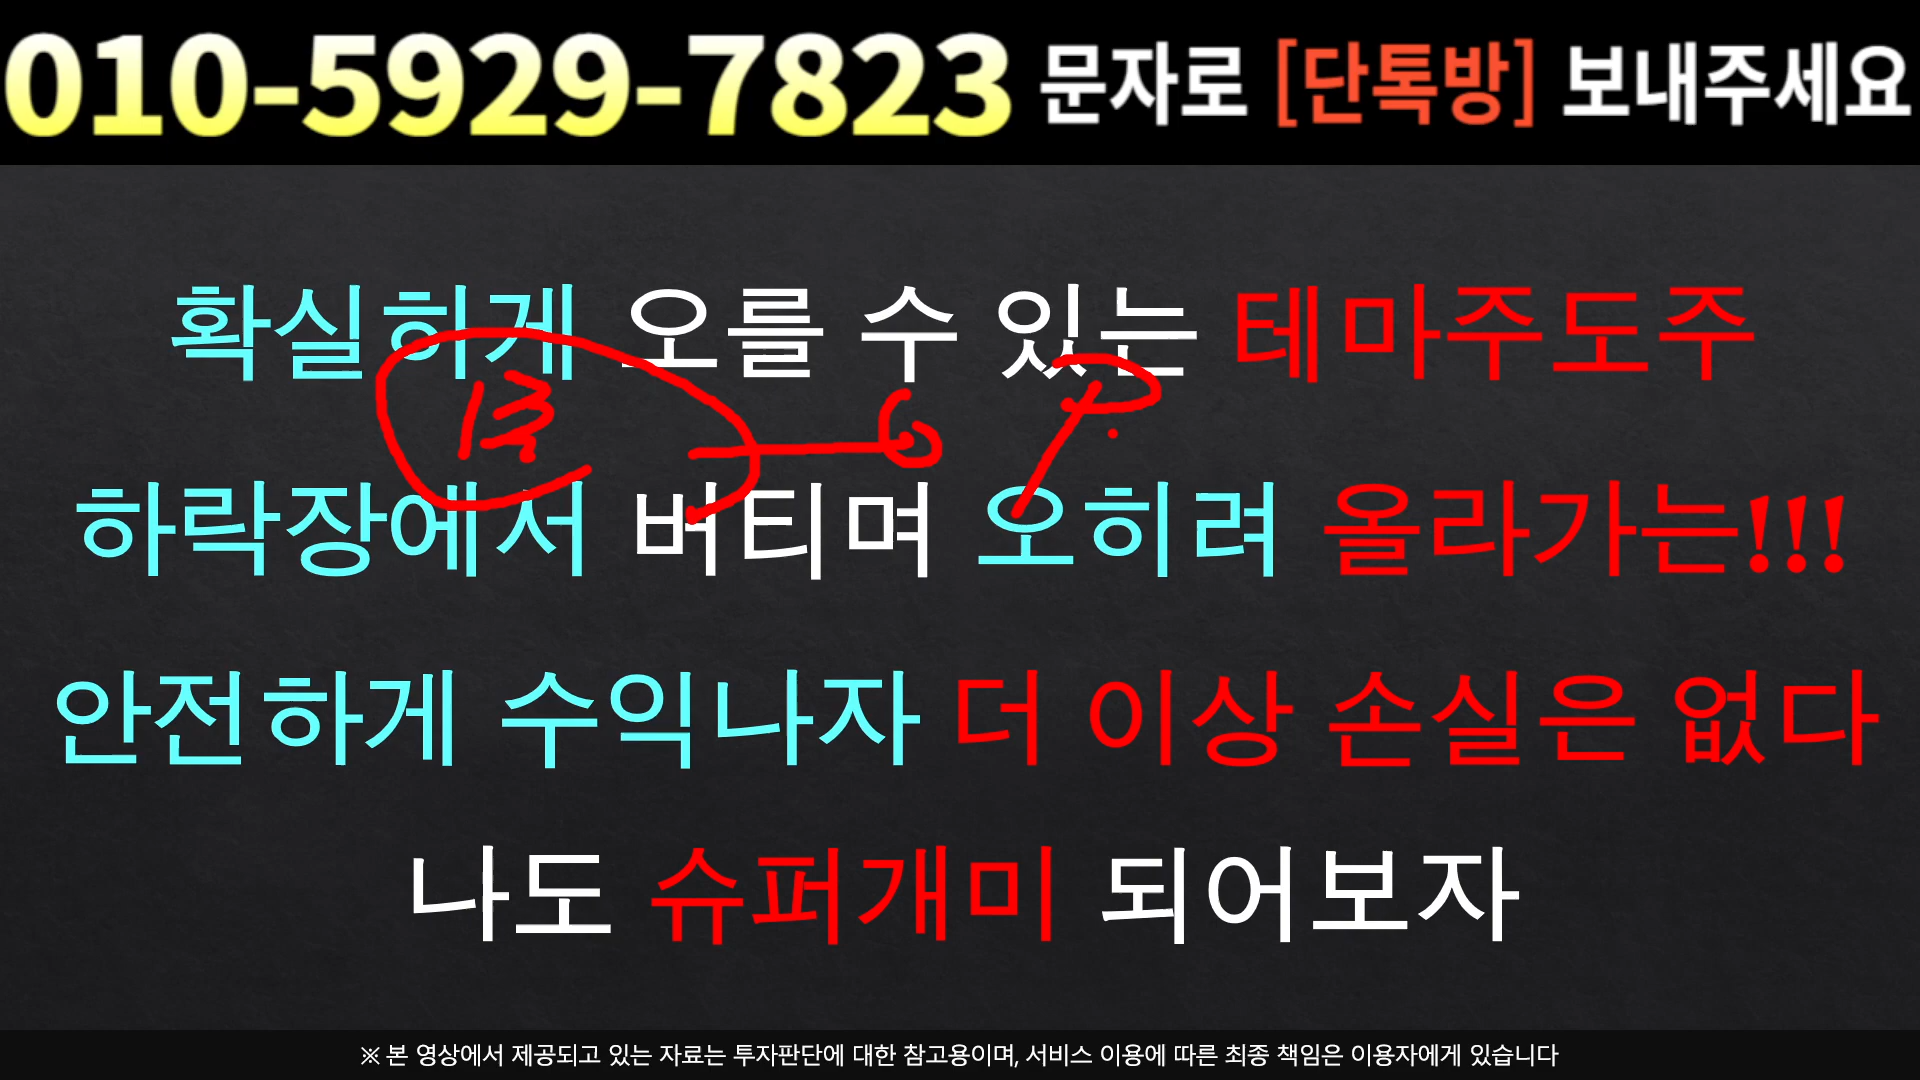 010-5929-7823 문자로 [단톡방] 보내주세요
확실하게 오를 수 있는 테마주도주
13 6 ?
하락장에서 버티며 오히려 올라가는!!!
안전하게 수익나자 더 이상 손실은 없다
나도 슈퍼개미 되어보자
※ 본 영상에서 제공되고 있는 자료는 투자판단에 대한 참고용이며, 서비스 이용에 따른 최종 책임은 이용자에게 있습니다